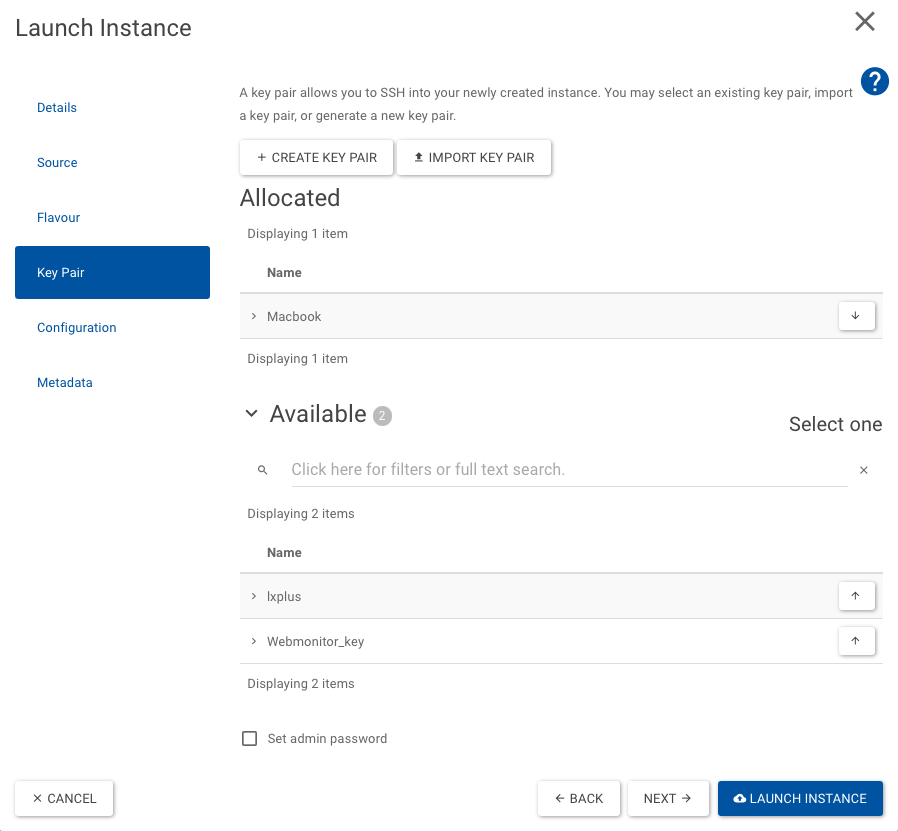 Launch Instance
Details
Source
Flavour
Key Pair
Configuration
Metadata
A key pair allows you to SSH into your newly created instance. You may select an existing key pair, import
a key pair, or generate a new key pair.
+ CREATE KEY PAIR
IMPORT KEY PAIR
Allocated
Displaying 1 item
Name
Macbook
Displaying 1 item
Available 2
Select one
Click here for filters or full text search.
Displaying 2 items
Name
lxplus
Webmonitor_key
Displaying 2 items
Set admin password
CANCEL
BACK
NEXT
LAUNCH INSTANCE